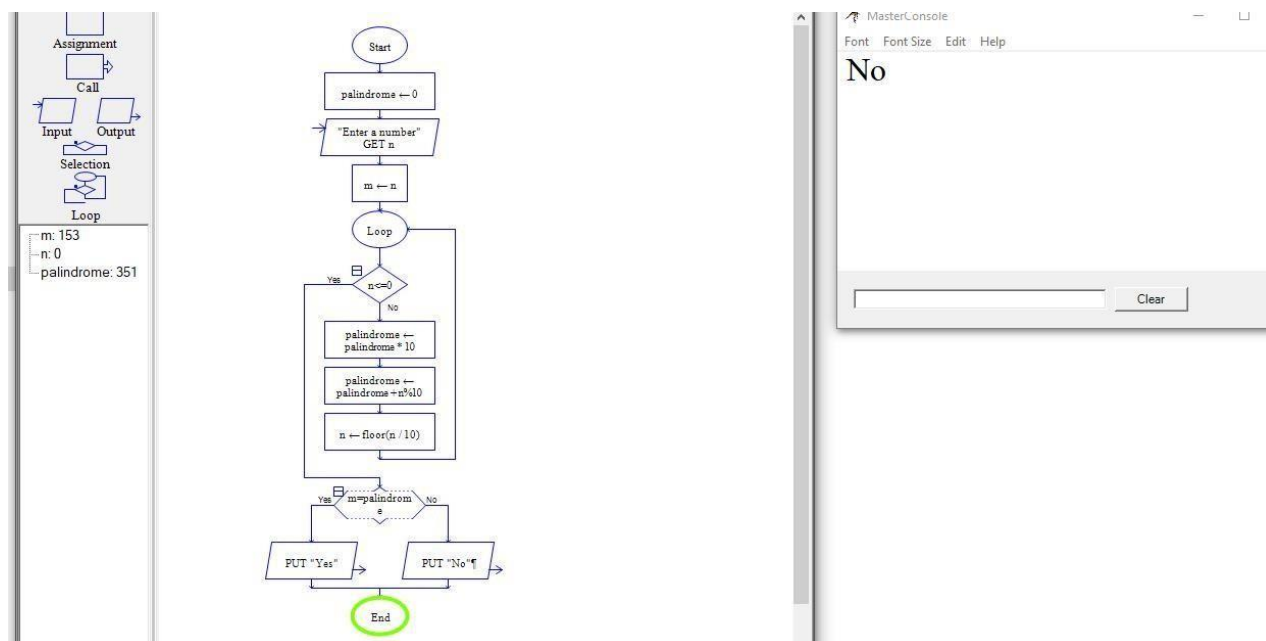 Assignment
Call
Input Output
Selection
Loop
m: 153
n: 0
palindrome: 351
Start
palindrome ← 0
"Enter a number"
GET n
m ← n
Loop
Yes
n<=0
No
palindrome ←
palindrome * 10
palindrome ←
palindrome+n%10
n ← floor(n / 10)
Yes
m=palindrom
e
No
PUT "Yes"
PUT "No"¶
End
MasterConsole
Font Font Size Edit Help
No
Clear